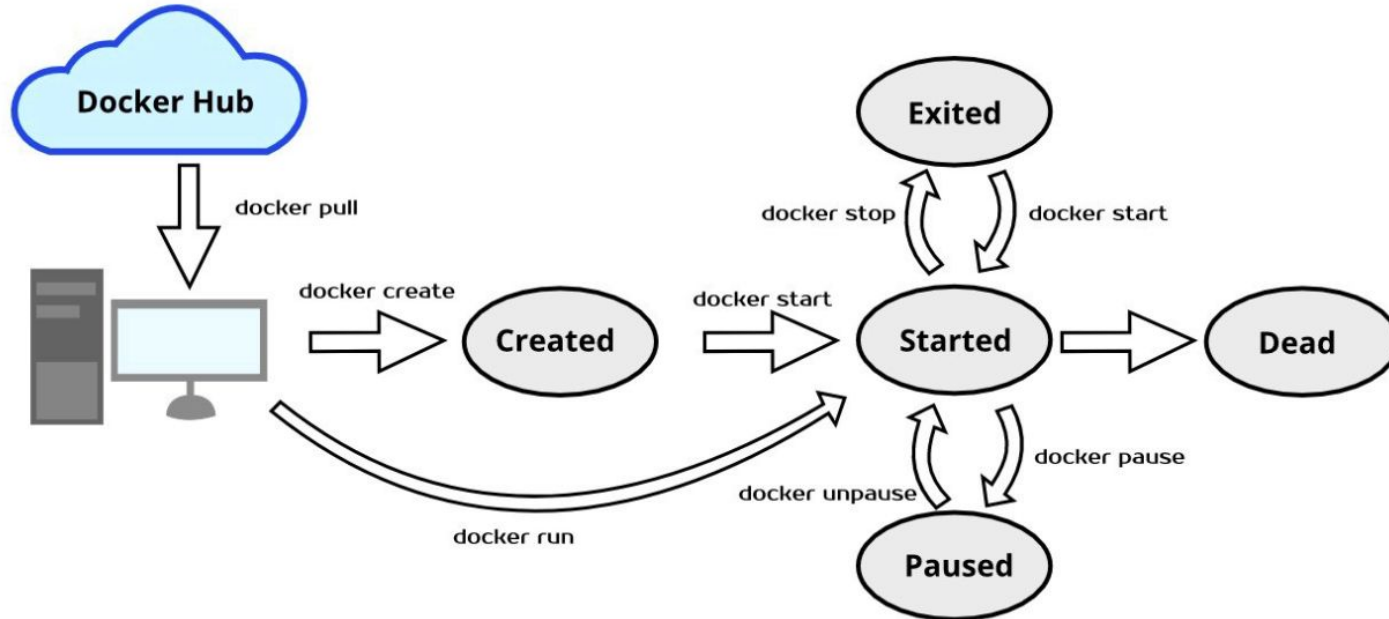 Docker Hub
docker pull
docker create
Created
docker start
docker run
Exited
docker stop
docker start
Started
Dead
docker pause
docker unpause
Paused